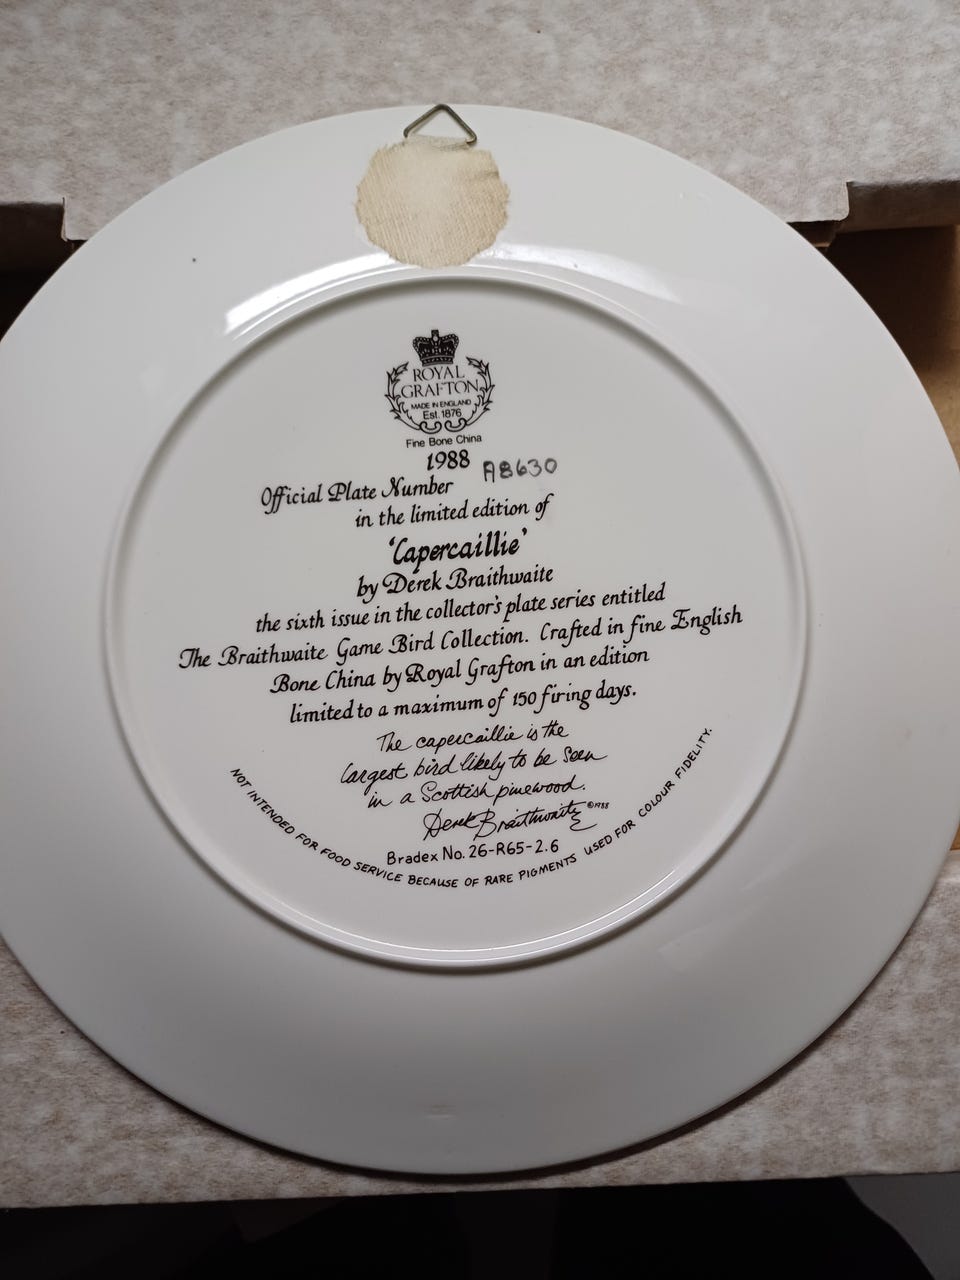 ROYAL
GRAFTON
MADE IN ENGLAND
Est. 1876
Fine Bone China
1988
Official Plate Number A8630
in the limited edition of
‘Capercaillie’
by Derek Braithwaite
the sixth issue in the collector's plate series entitled
The Braithwaite Game Bird Collection. Crafted in fine English
Bone China by Royal Grafton in an edition
limited to a maximum of 150 firing days.
The capercaillie is the
largest bird likely to be seen
in a Scottish pinewood.
Derek Braithwaite ©1988
Bradex No. 26-R65-2.6
NOT INTENDED FOR FOOD SERVICE BECAUSE OF RARE PIGMENTS USED FOR COLOUR FIDELITY.